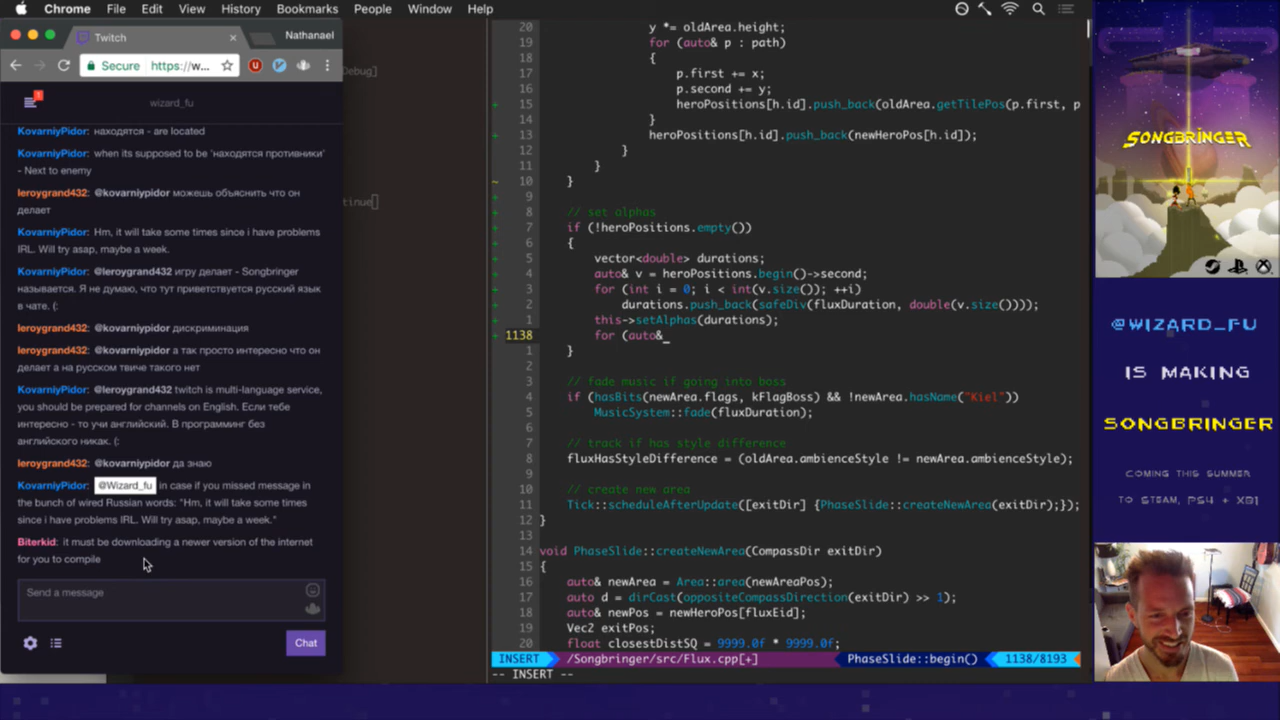 Chrome File Edit View History Bookmarks People Window Help
Twitch
Nathanael
Secure https://w...
wizard_fu
KovarniyPidor: находятся - are located
KovarniyPidor: when its supposed to be 'находятся противники'
- Next to enemy
leroygrand432: @kovarniypidor можешь объяснить что он
делает
KovarniyPidor: Hm, it will take some times since i have problems
IRL. Will try asap, maybe a week.
KovarniyPidor: @leroygrand432 игру делает - Songbringer
называется. Я не думаю, что тут приветствуется русский язык
в чате. (:
leroygrand432: @kovarniypidor дискриминация
leroygrand432: @kovarniypidor а так просто интересно что он
делает а на русском твиче такого нет
KovarniyPidor: @leroygrand432 twitch is multi-language service,
you should be prepared for channels on English. Если тебе
интересно - то учи английский. В программинг без
английского никак. (:
leroygrand432: @kovarniypidor да знаю
KovarniyPidor: @Wizard_fu in case if you missed message in
the bunch of wired Russian words: "Hm, it will take some times
since i have problems IRL. Will try asap, maybe a week."
Biterkid: it must be downloading a newer version of the internet
for you to compile
Send a message
Chat
Debug]
tinue]
20 y *= oldArea.height;
19 for (auto& p : path)
18 {
17 p.first += x;
16 p.second += y;
+ 15 heroPositions[h.id].push_back(oldArea.getTilePos(p.first, p
14 }
+ 13 heroPositions[h.id].push_back(newHeroPos[h.id]);
12 }
11 }
~ 10 }
+ 9
+ 8 // set alphas
+ 7 if (!heroPositions.empty())
+ 6 {
+ 5 vector<double> durations;
+ 4 auto& v = heroPositions.begin()->second;
+ 3 for (int i = 0; i < int(v.size()); ++i)
+ 2 durations.push_back(safeDiv(fluxDuration, double(v.size())));
+ 1 this->setAlphas(durations);
+ 1138 for (auto&_
1 }
2
3 // fade music if going into boss
4 if (hasBits(newArea.flags, kFlagBoss) && !newArea.hasName("Kiel"))
5 MusicSystem::fade(fluxDuration);
6
7 // track if has style difference
8 fluxHasStyleDifference = (oldArea.ambienceStyle != newArea.ambienceStyle);
9
10 // create new area
11 Tick::scheduleAfterUpdate([exitDir] {PhaseSlide::createNewArea(exitDir);});
12 }
13
14 void PhaseSlide::createNewArea(CompassDir exitDir)
15 {
16 auto& newArea = Area::area(newAreaPos);
17 auto d = dirCast(oppositeCompassDirection(exitDir) >> 1);
18 auto& newPos = newHeroPos[fluxEid];
19 Vec2 exitPos;
20 float closestDistSQ = 9999.0f * 9999.0f;
INSERT /Songbringer/src/Flux.cpp[+] PhaseSlide::begin() 1138/8193
-- INSERT --
SONGBRINGER
@WIZARD_FU
IS MAKING
SONGBRINGER
COMING THIS SUMMER
TO STEAM, PS4 + XB1